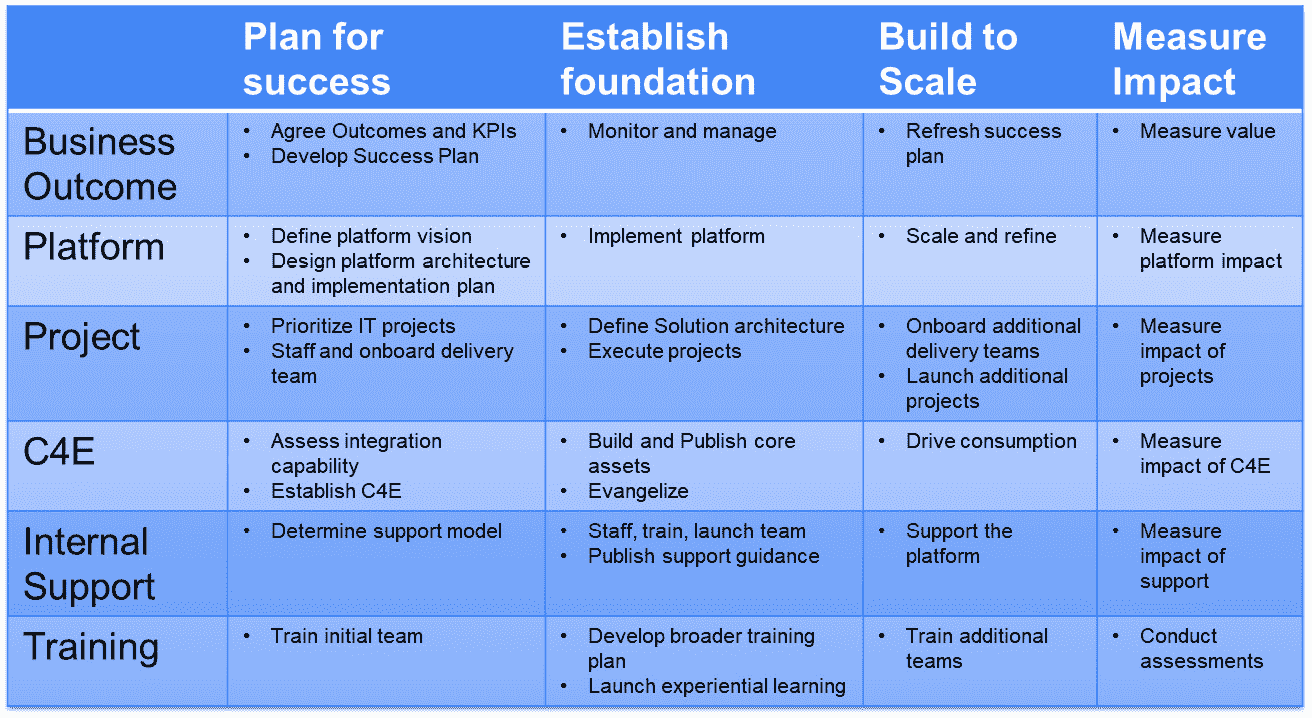 Plan for
success
Establish
foundation
Build to
Scale
Measure
Impact
Business
Outcome
• Agree Outcomes and KPIs
• Develop Success Plan
• Monitor and manage
• Refresh success
plan
• Measure value
Platform
• Define platform vision
• Design platform architecture
and implementation plan
• Implement platform
• Scale and refine
• Measure
platform impact
Project
• Prioritize IT projects
• Staff and onboard delivery
team
• Define Solution architecture
• Execute projects
• Onboard additional
delivery teams
• Launch additional
projects
• Measure
impact of
projects
C4E
• Assess integration
capability
• Establish C4E
• Build and Publish core
assets
• Evangelize
• Drive consumption
• Measure
impact of C4E
Internal
Support
• Determine support model
• Staff, train, launch team
• Publish support guidance
• Support the
platform
• Measure
impact of
support
Training
• Train initial team
• Develop broader training
plan
• Launch experiential learning
• Train additional
teams
• Conduct
assessments